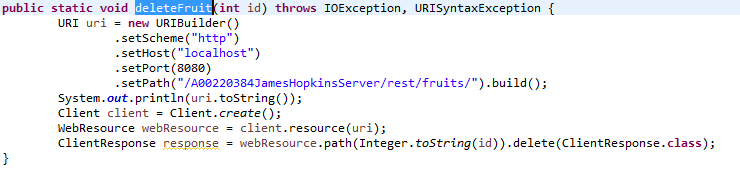 public static void deleteFruit(int id) throws IOException, URISyntaxException {
URI uri = new URIBuilder()
.setScheme("http")
.setHost("localhost")
.setPort(8080)
.setPath("/A00220384JamesHopkinsServer/rest/fruits/").build();
System.out.println(uri.toString());
Client client = Client.create();
WebResource webResource = client.resource(uri);
ClientResponse response = webResource.path(Integer.toString(id)).delete(ClientResponse.class);
}